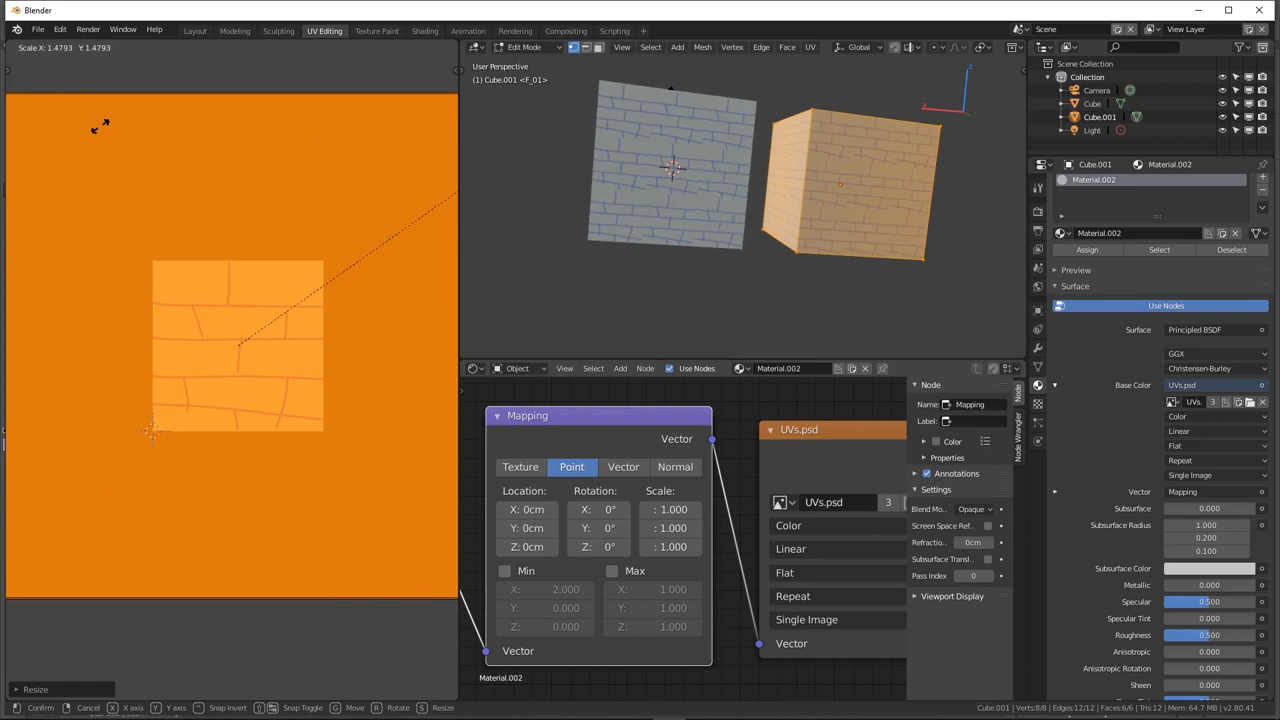 Blender
File Edit Render Window Help Layout Modeling Sculpting UV Editing Texture Paint Shading Animation Rendering Compositing Scripting Scene View Layer
Scale X: 1.4793 Y: 1.4793
Edit Mode View Select Add Mesh Vertex Edge Face UV Global
User Perspective
(1) Cube.001 <F_01>
Scene Collection
Collection
Camera
Cube
Cube.001
Light
Cube.001 Material.002
Material.002
Material.002
Assign Select Deselect
Preview
Surface
Use Nodes
Surface Principled BSDF
GGX
Christensen-Burley
Base Color UVs.psd
UVs. 3
Color
Linear
Flat
Repeat
Single Image
Vector Mapping
Subsurface 0.000
Subsurface Radius 1.000
0.200
0.100
Subsurface Color
Metallic 0.000
Specular 0.500
Specular Tint 0.000
Roughness 0.500
Anisotropic 0.000
Anisotropic Rotation 0.000
Sheen 0.000
Object View Select Add Node Use Nodes Material.002
Mapping
Vector
Texture Point Vector Normal
Location: Rotation: Scale:
X: 0cm X: 0° : 1.000
Y: 0cm Y: 0° : 1.000
Z: 0cm Z: 0° : 1.000
Min Max
X: 2.000 X: 1.000
Y: 0.000 Y: 1.000
Z: 0.000 Z: 1.000
Vector
Material.002
UVs.psd
UVs.psd 3
Color
Linear
Flat
Repeat
Single Image
Vector
Node
Name: Mapping
Label:
Color
Properties
Annotations
Settings
Blend Mo.. Opaque
Screen Space Ref..
Refractio.. 0cm
Subsurface Transl..
Pass Index 0
Viewport Display
Node
Node Wrangler
Resize
Confirm Cancel X X axis Y Y axis Snap Invert Snap Toggle G Move R Rotate S Resize
Cube.001 | Verts:8/8 | Edges:12/12 | Faces:6/6 | Tris:12 | Mem: 64.7 MB | v2.80.41